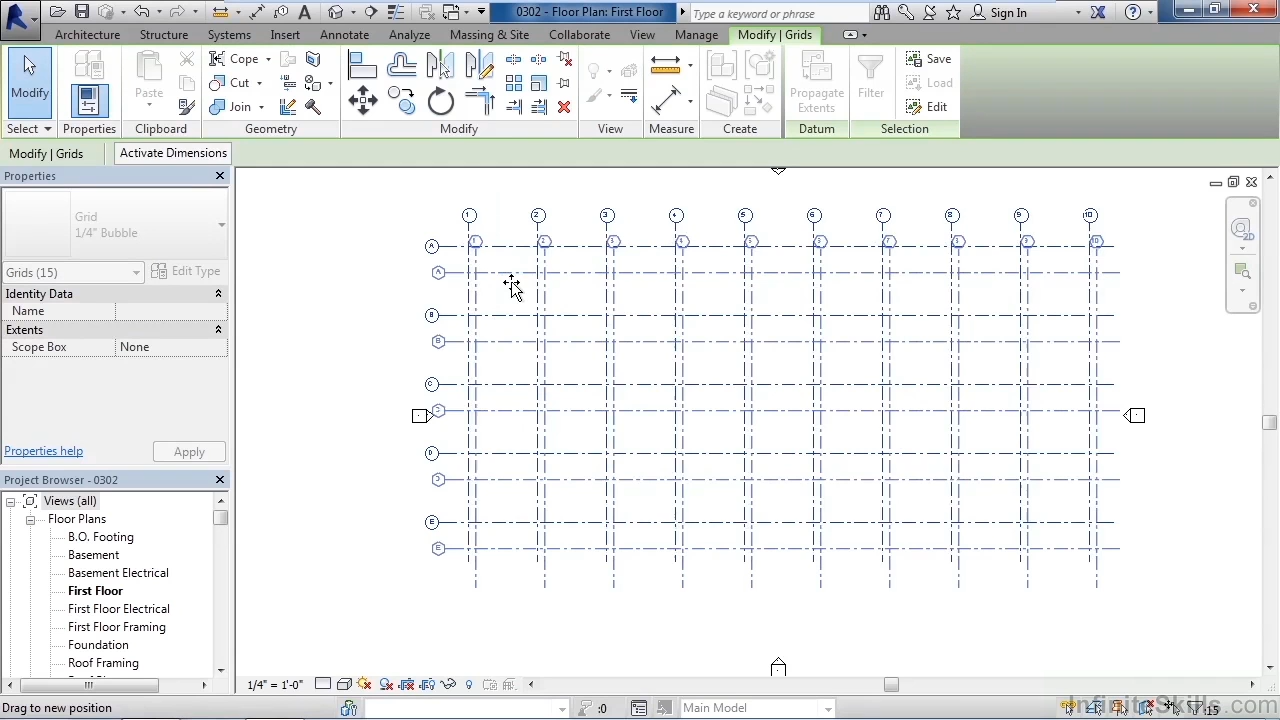 0302 - Floor Plan: First Floor
Type a keyword or phrase
Sign In
Architecture Structure Systems Insert Annotate Analyze Massing & Site Collaborate View Manage Modify | Grids
Modify
Paste
Cope
Cut
Join
Propagate Extents
Filter
Save
Load
Edit
Select Properties Clipboard Geometry Modify View Measure Create Datum Selection
Modify | Grids Activate Dimensions
Properties
Grid
1/4" Bubble
Grids (15) Edit Type
Identity Data
Name
Extents
Scope Box None
Properties help Apply
Project Browser - 0302
Views (all)
Floor Plans
B.O. Footing
Basement
Basement Electrical
First Floor
First Floor Electrical
First Floor Framing
Foundation
Roof Framing
1 2 3 4 5 6 7 8 9 10
A
A
B
B
C
D
E
E
2D
1/4" = 1'-0"
Drag to new position
:0
Main Model
:15
InfiniteSkills.com